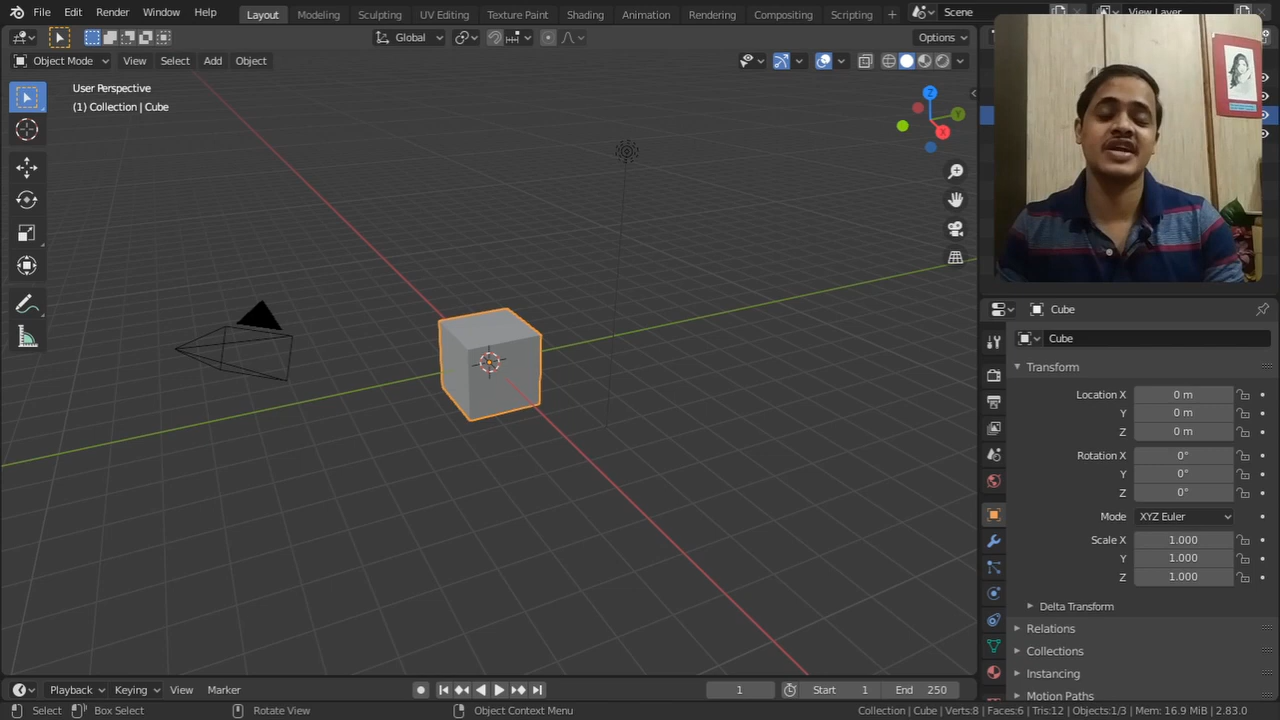 File Edit Render Window Help Layout Modeling Sculpting UV Editing Texture Paint Shading Animation Rendering Compositing Scripting + Scene View Layer
Global Options
Object Mode View Select Add Object
User Perspective
(1) Collection | Cube
Z
Y
X
Cube
Cube
Transform
Location X 0 m
Y 0 m
Z 0 m
Rotation X 0°
Y 0°
Z 0°
Mode XYZ Euler
Scale X 1.000
Y 1.000
Z 1.000
Delta Transform
Relations
Collections
Instancing
Motion Paths
Playback Keying View Marker 1 Start 1 End 250
Select Box Select Rotate View Object Context Menu Collection | Cube | Verts:8 | Faces:6 | Tris:12 | Objects:1/3 | Mem: 16.9 MiB | 2.83.0